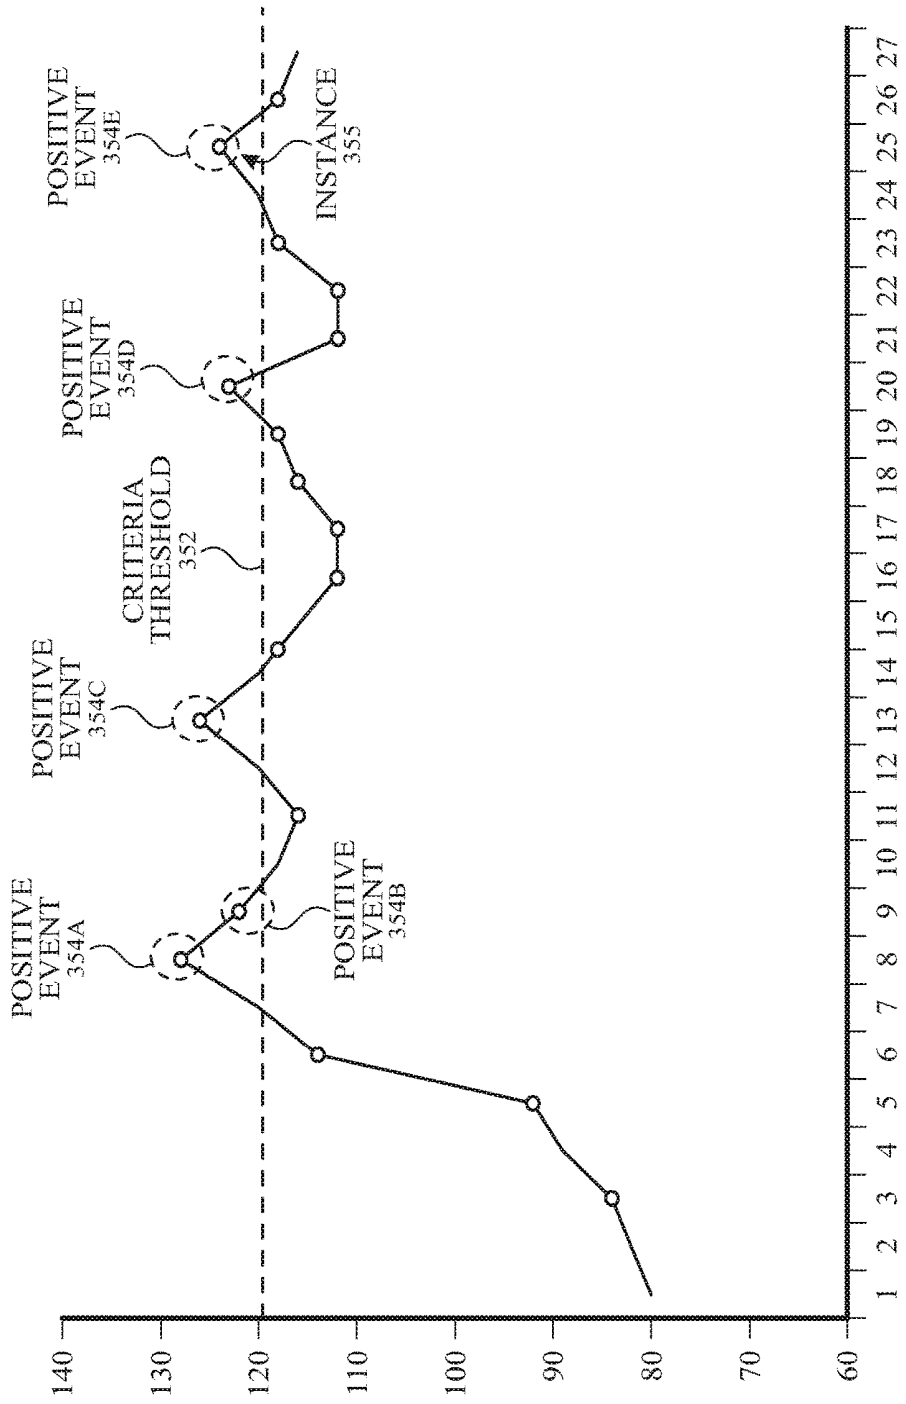 POSITIVE
EVENT
354A
POSITIVE
EVENT
354B
POSITIVE
EVENT
354C
CRITERIA
THRESHOLD
352
POSITIVE
EVENT
354D
POSITIVE
EVENT
354E
INSTANCE
355
140
120
100
90
80
70
60
1 2 3 4 5 6 7 8 9 10 11 12 13 14 15 16 17 18 19 20 21 22 23 24 25 26 27